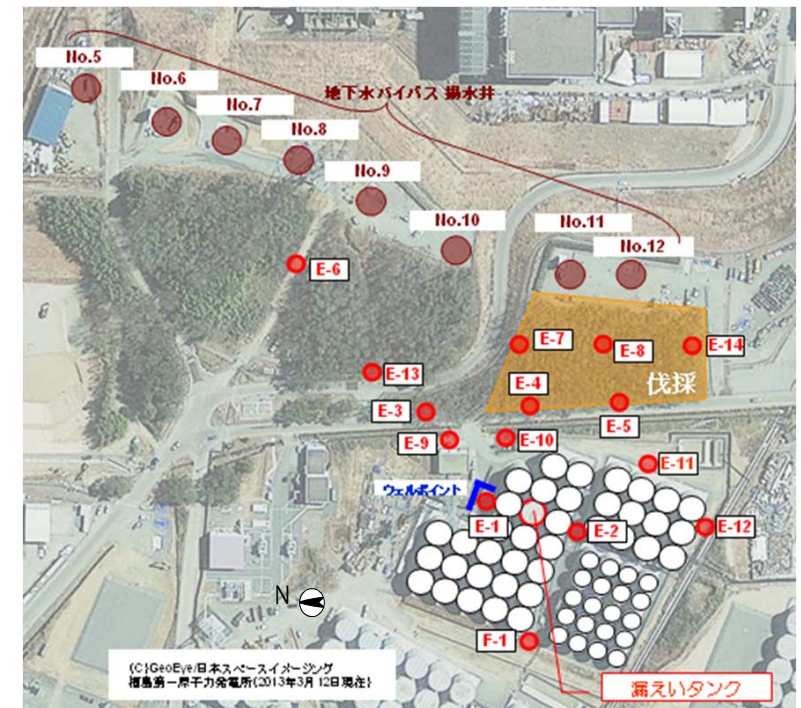 No.5
No.6
No.7
No.8
No.9
No.10
No.11
No.12
地下水バイパス 揚水井
E-6
E-7
E-8
E-14
E-13
E-4
伐採
E-3
E-5
E-9
E-10
E-11
ウェルポイント
E-1
E-2
E-12
N
F-1
(C)GeoEye/日本スペースイメージング
福島第一原子力発電所(2013年3月12日現在)
漏えいタンク